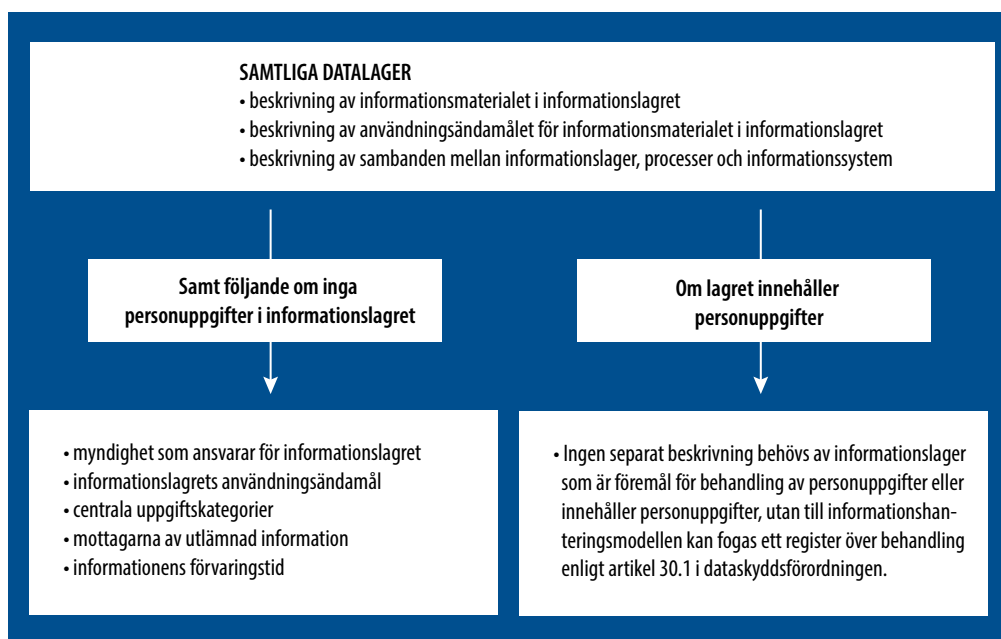 SAMTLIGA DATALAGER
• beskrivning av informationsmaterialet i informationslagret
• beskrivning av användningsändamålet för informationsmaterialet i informationslagret
• beskrivning av sambanden mellan informationslager, processer och informationssystem
Samt följande om inga
personuppgifter i informationslagret
Om lagret innehåller
personuppgifter
• myndighet som ansvarar för informationslagret
• informationslagrets användningsändamål
• centrala uppgiftskategorier
• mottagarna av utlämnad information
• informationens förvaringstid
• Ingen separat beskrivning behövs av informationslager
som är föremål för behandling av personuppgifter eller
innehåller personuppgifter, utan till informationshan-
teringsmodellen kan fogas ett register över behandling
enligt artikel 30.1 i dataskyddsförordningen.